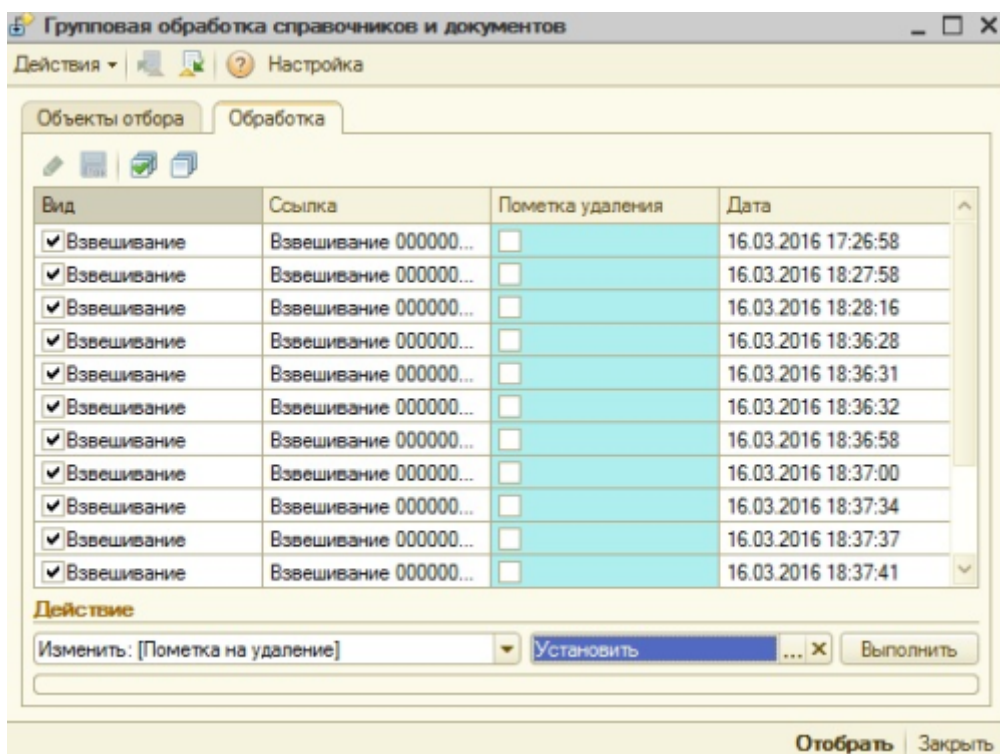 Групповая обработка справочников и документов
Действия Настройка
Объекты отбора Обработка
Вид Ссылка Пометка удаления Дата
Взвешивание Взвешивание 000000... 16.03.2016 17:26:58
Взвешивание Взвешивание 000000... 16.03.2016 18:27:58
Взвешивание Взвешивание 000000... 16.03.2016 18:28:16
Взвешивание Взвешивание 000000... 16.03.2016 18:36:28
Взвешивание Взвешивание 000000... 16.03.2016 18:36:31
Взвешивание Взвешивание 000000... 16.03.2016 18:36:32
Взвешивание Взвешивание 000000... 16.03.2016 18:36:58
Взвешивание Взвешивание 000000... 16.03.2016 18:37:00
Взвешивание Взвешивание 000000... 16.03.2016 18:37:34
Взвешивание Взвешивание 000000... 16.03.2016 18:37:37
Взвешивание Взвешивание 000000... 16.03.2016 18:37:41
Действие
Изменить: [Пометка на удаление] Установить ... Выполнить
Отобрать Закрыть